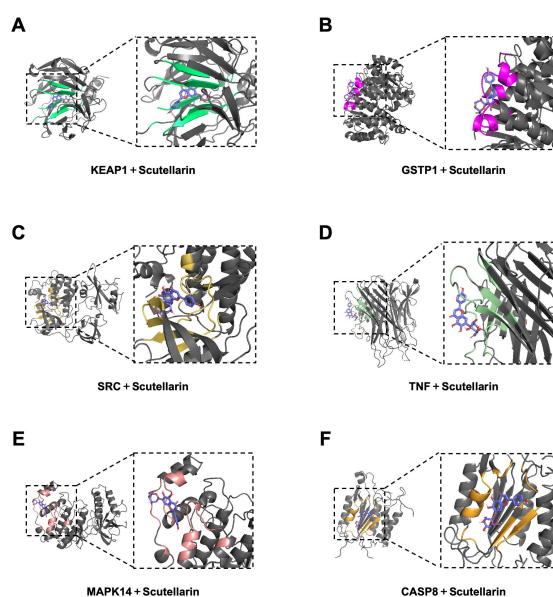 A
B
KEAP1 + Scutellarin
GSTP1 + Scutellarin
C
D
SRC + Scutellarin
TNF + Scutellarin
E
F
MAPK14 + Scutellarin
CASP8 + Scutellarin